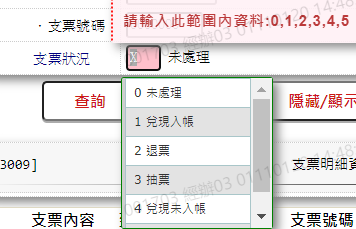 · 支票號碼
請輸入此範圍內資料:0,1,2,3,4,5
支票狀況 未處理
0 未處理
1 兌現入帳
2 退票
3 抽票
4 兌現未入帳
查詢
隱藏/顯示
3009]
支票明細
支票內容
支票號碼